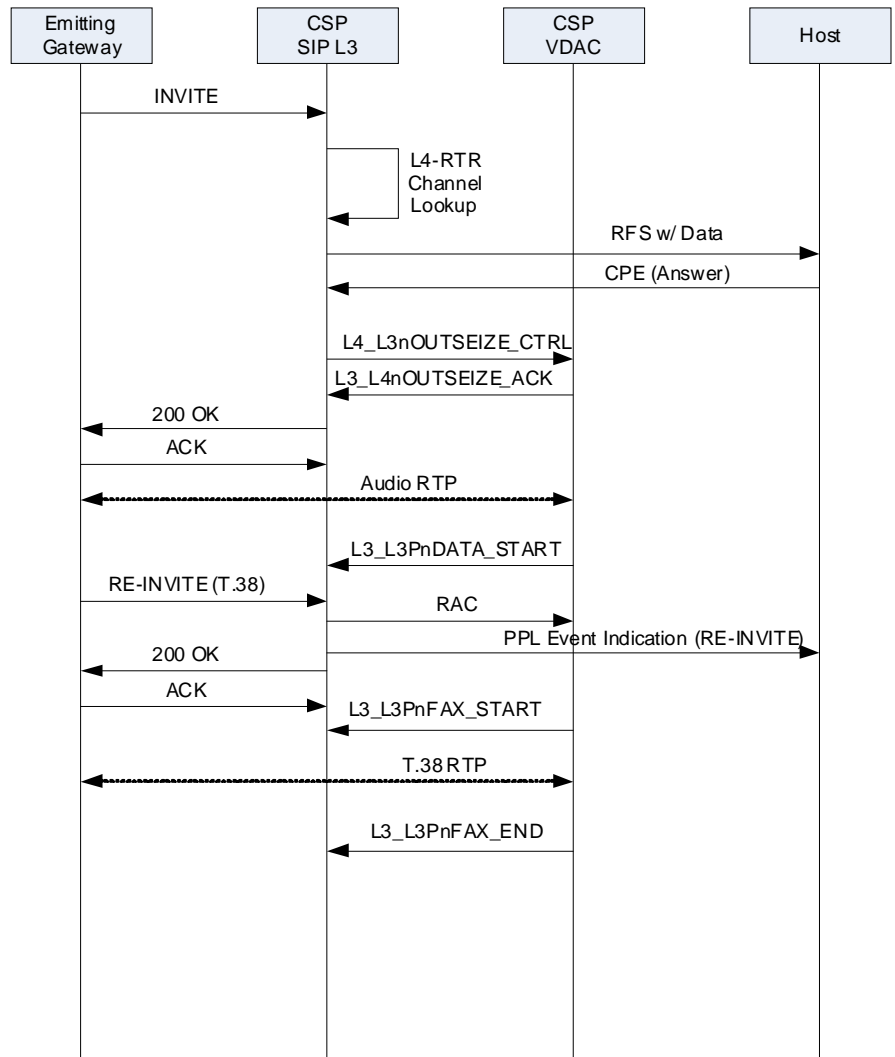 Emitting
Gateway
CSP
SIP L3
CSP
VDAC
Host
INVITE
L4-RTR
Channel
Lookup
RFS w/ Data
CPE (Answer)
L4_L3nOUTSEIZE_CTRL
L3_L4nOUTSEIZE_ACK
200 OK
ACK
Audio RTP
L3_L3PnDATA_START
RE-INVITE (T.38)
RAC
PPL Event Indication (RE-INVITE)
200 OK
ACK
L3_L3PnFAX_START
T.38 RTP
L3_L3PnFAX_END